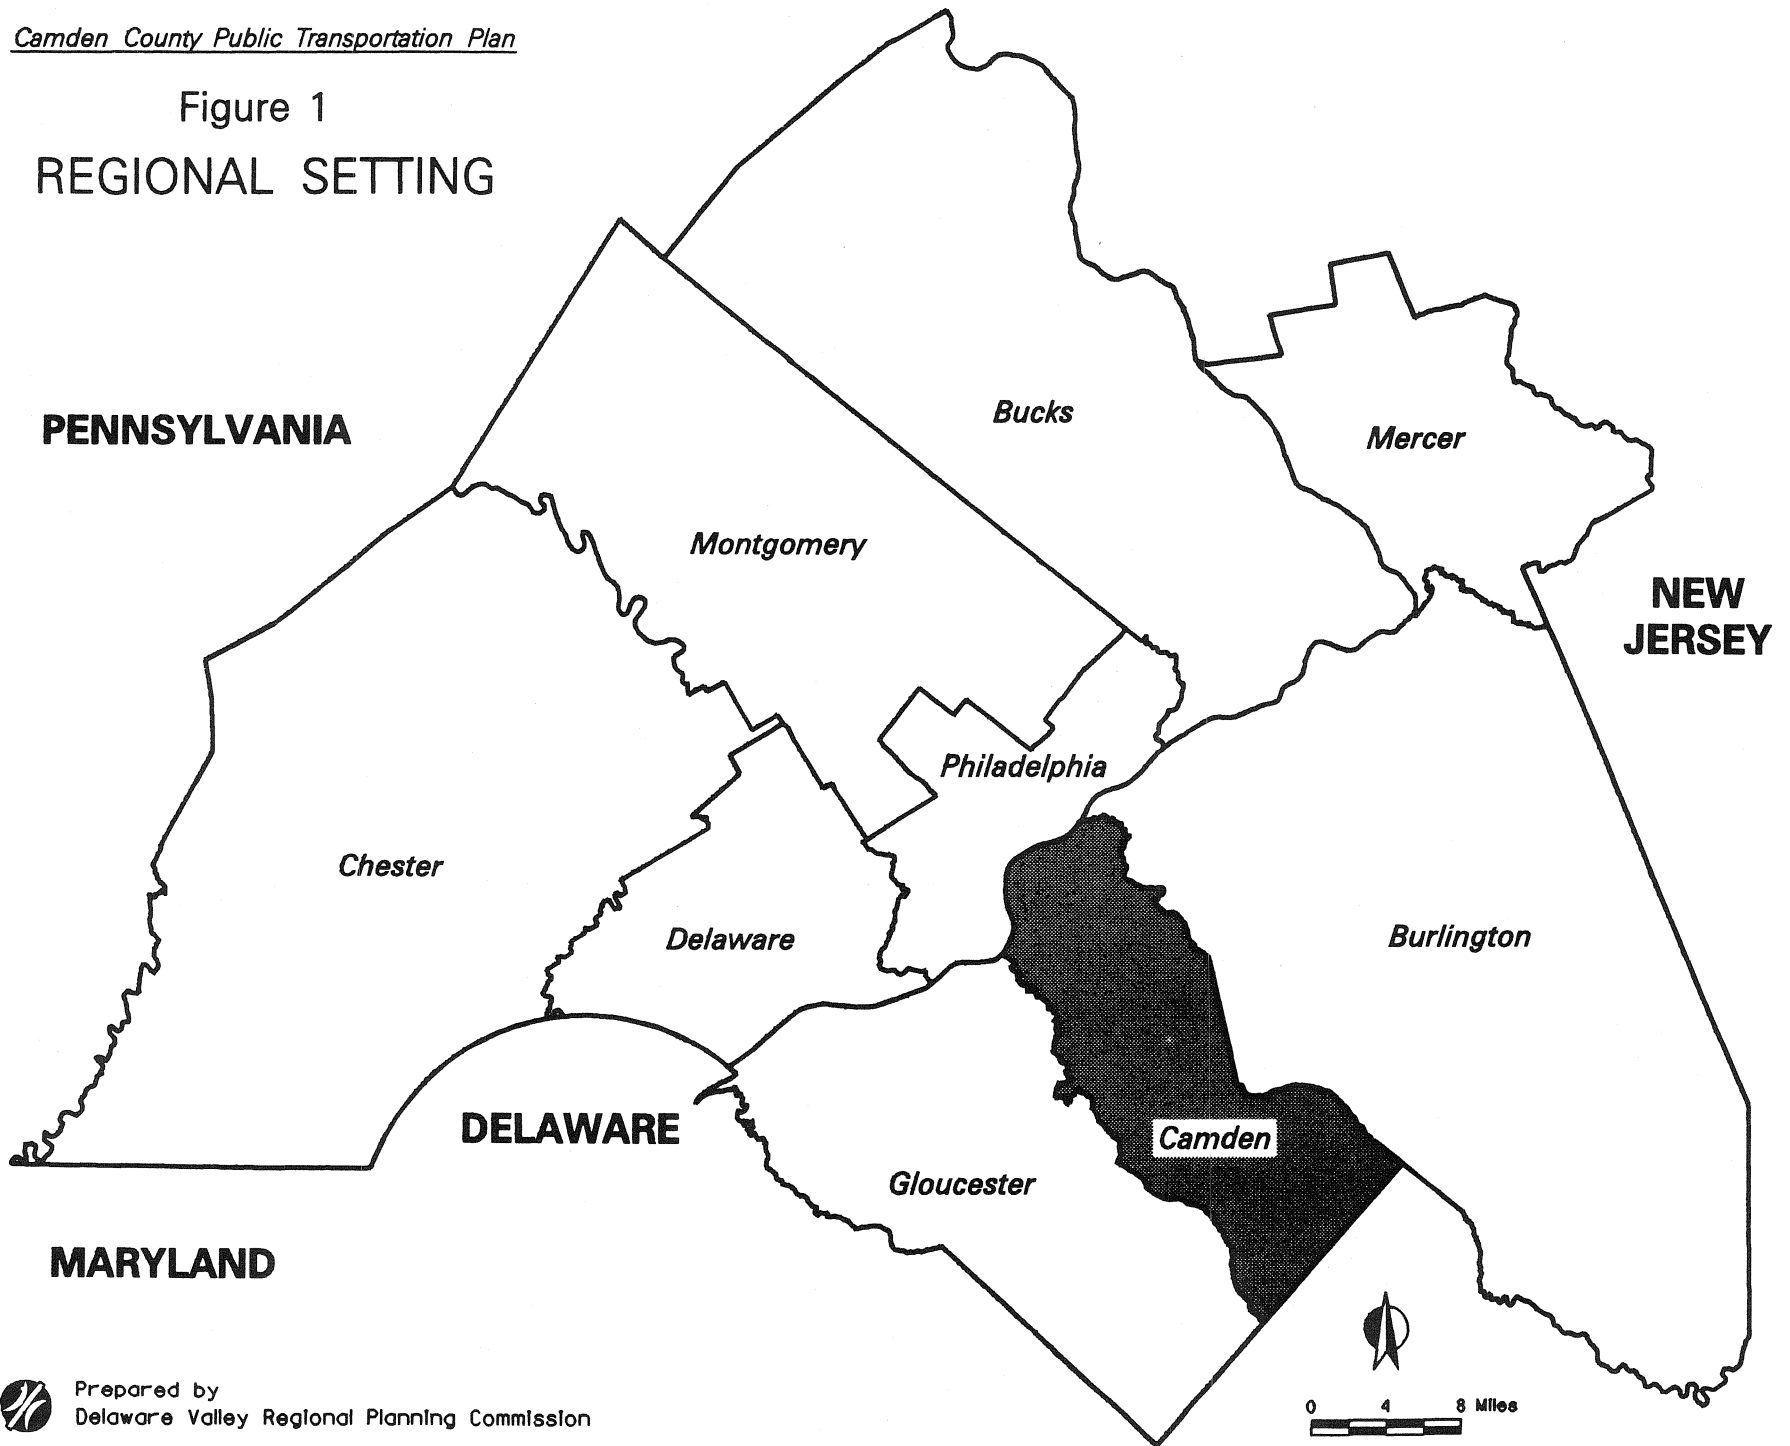 Camden County Public Transportation Plan
Figure 1
REGIONAL SETTING
PENNSYLVANIA
Bucks
Mercer
Montgomery
NEW
JERSEY
Philadelphia
Chester
Delaware
Burlington
DELAWARE
Camden
Gloucester
MARYLAND
0 4 8 Miles
Prepared by
Delaware Valley Regional Planning Commission